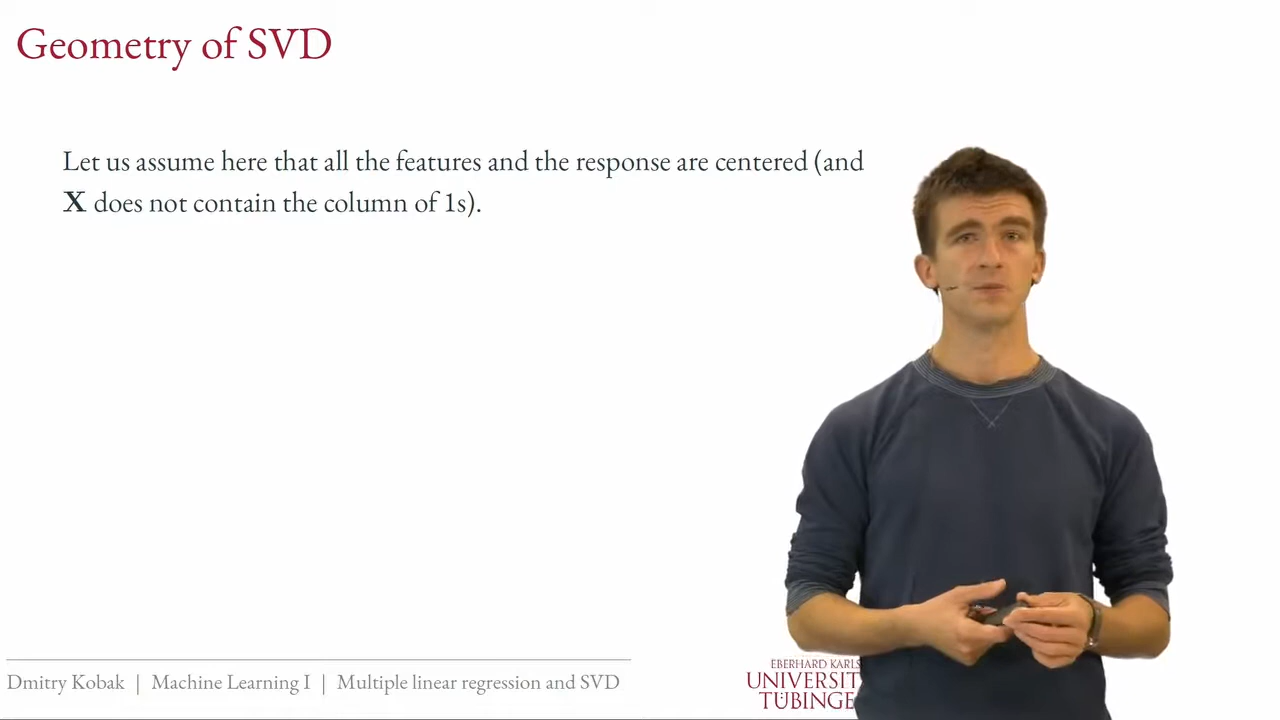 Geometry of SVD
Let us assume here that all the features and the response are centered (and
X does not contain the column of 1s).
Dmitry Kobak | Machine Learning I | Multiple linear regression and SVD
EBERHARD KARLS
UNIVERSIT
TÜBINGE